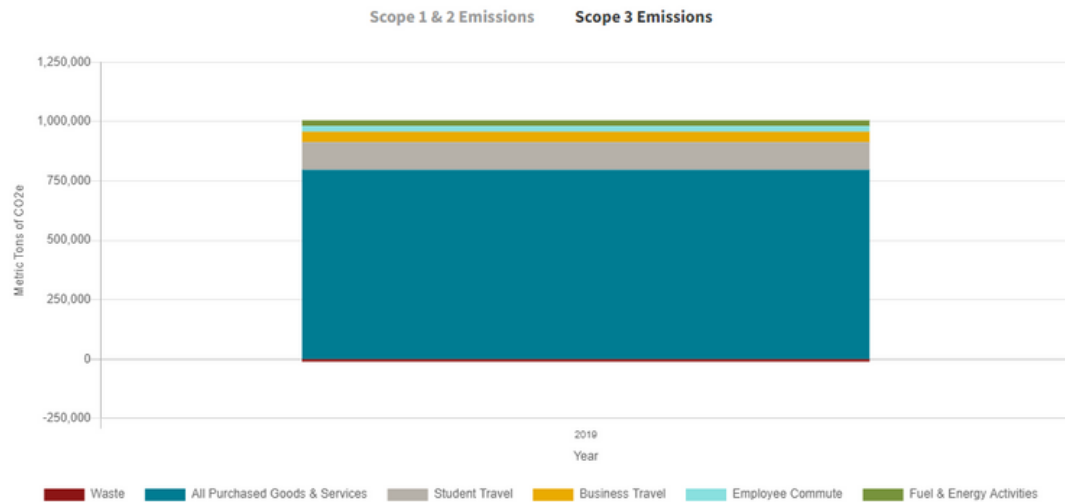 Scope 1 & 2 Emissions Scope 3 Emissions
1,250,000
1,000,000
750,000
500,000
250,000
0
-250,000
Metric Tons of CO2e
2019
Year
Waste All Purchased Goods & Services Student Travel Business Travel Employee Commute Fuel & Energy Activities